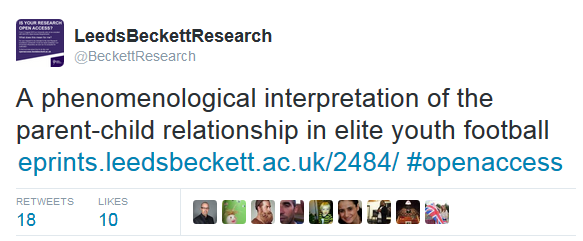 IS YOUR RESEARCH
OPEN ACCESS?
LeedsBeckettResearch
@BeckettResearch
A phenomenological interpretation of the
parent-child relationship in elite youth football
eprints.leedsbeckett.ac.uk/2484/ #openaccess
RETWEETS LIKES
18 10